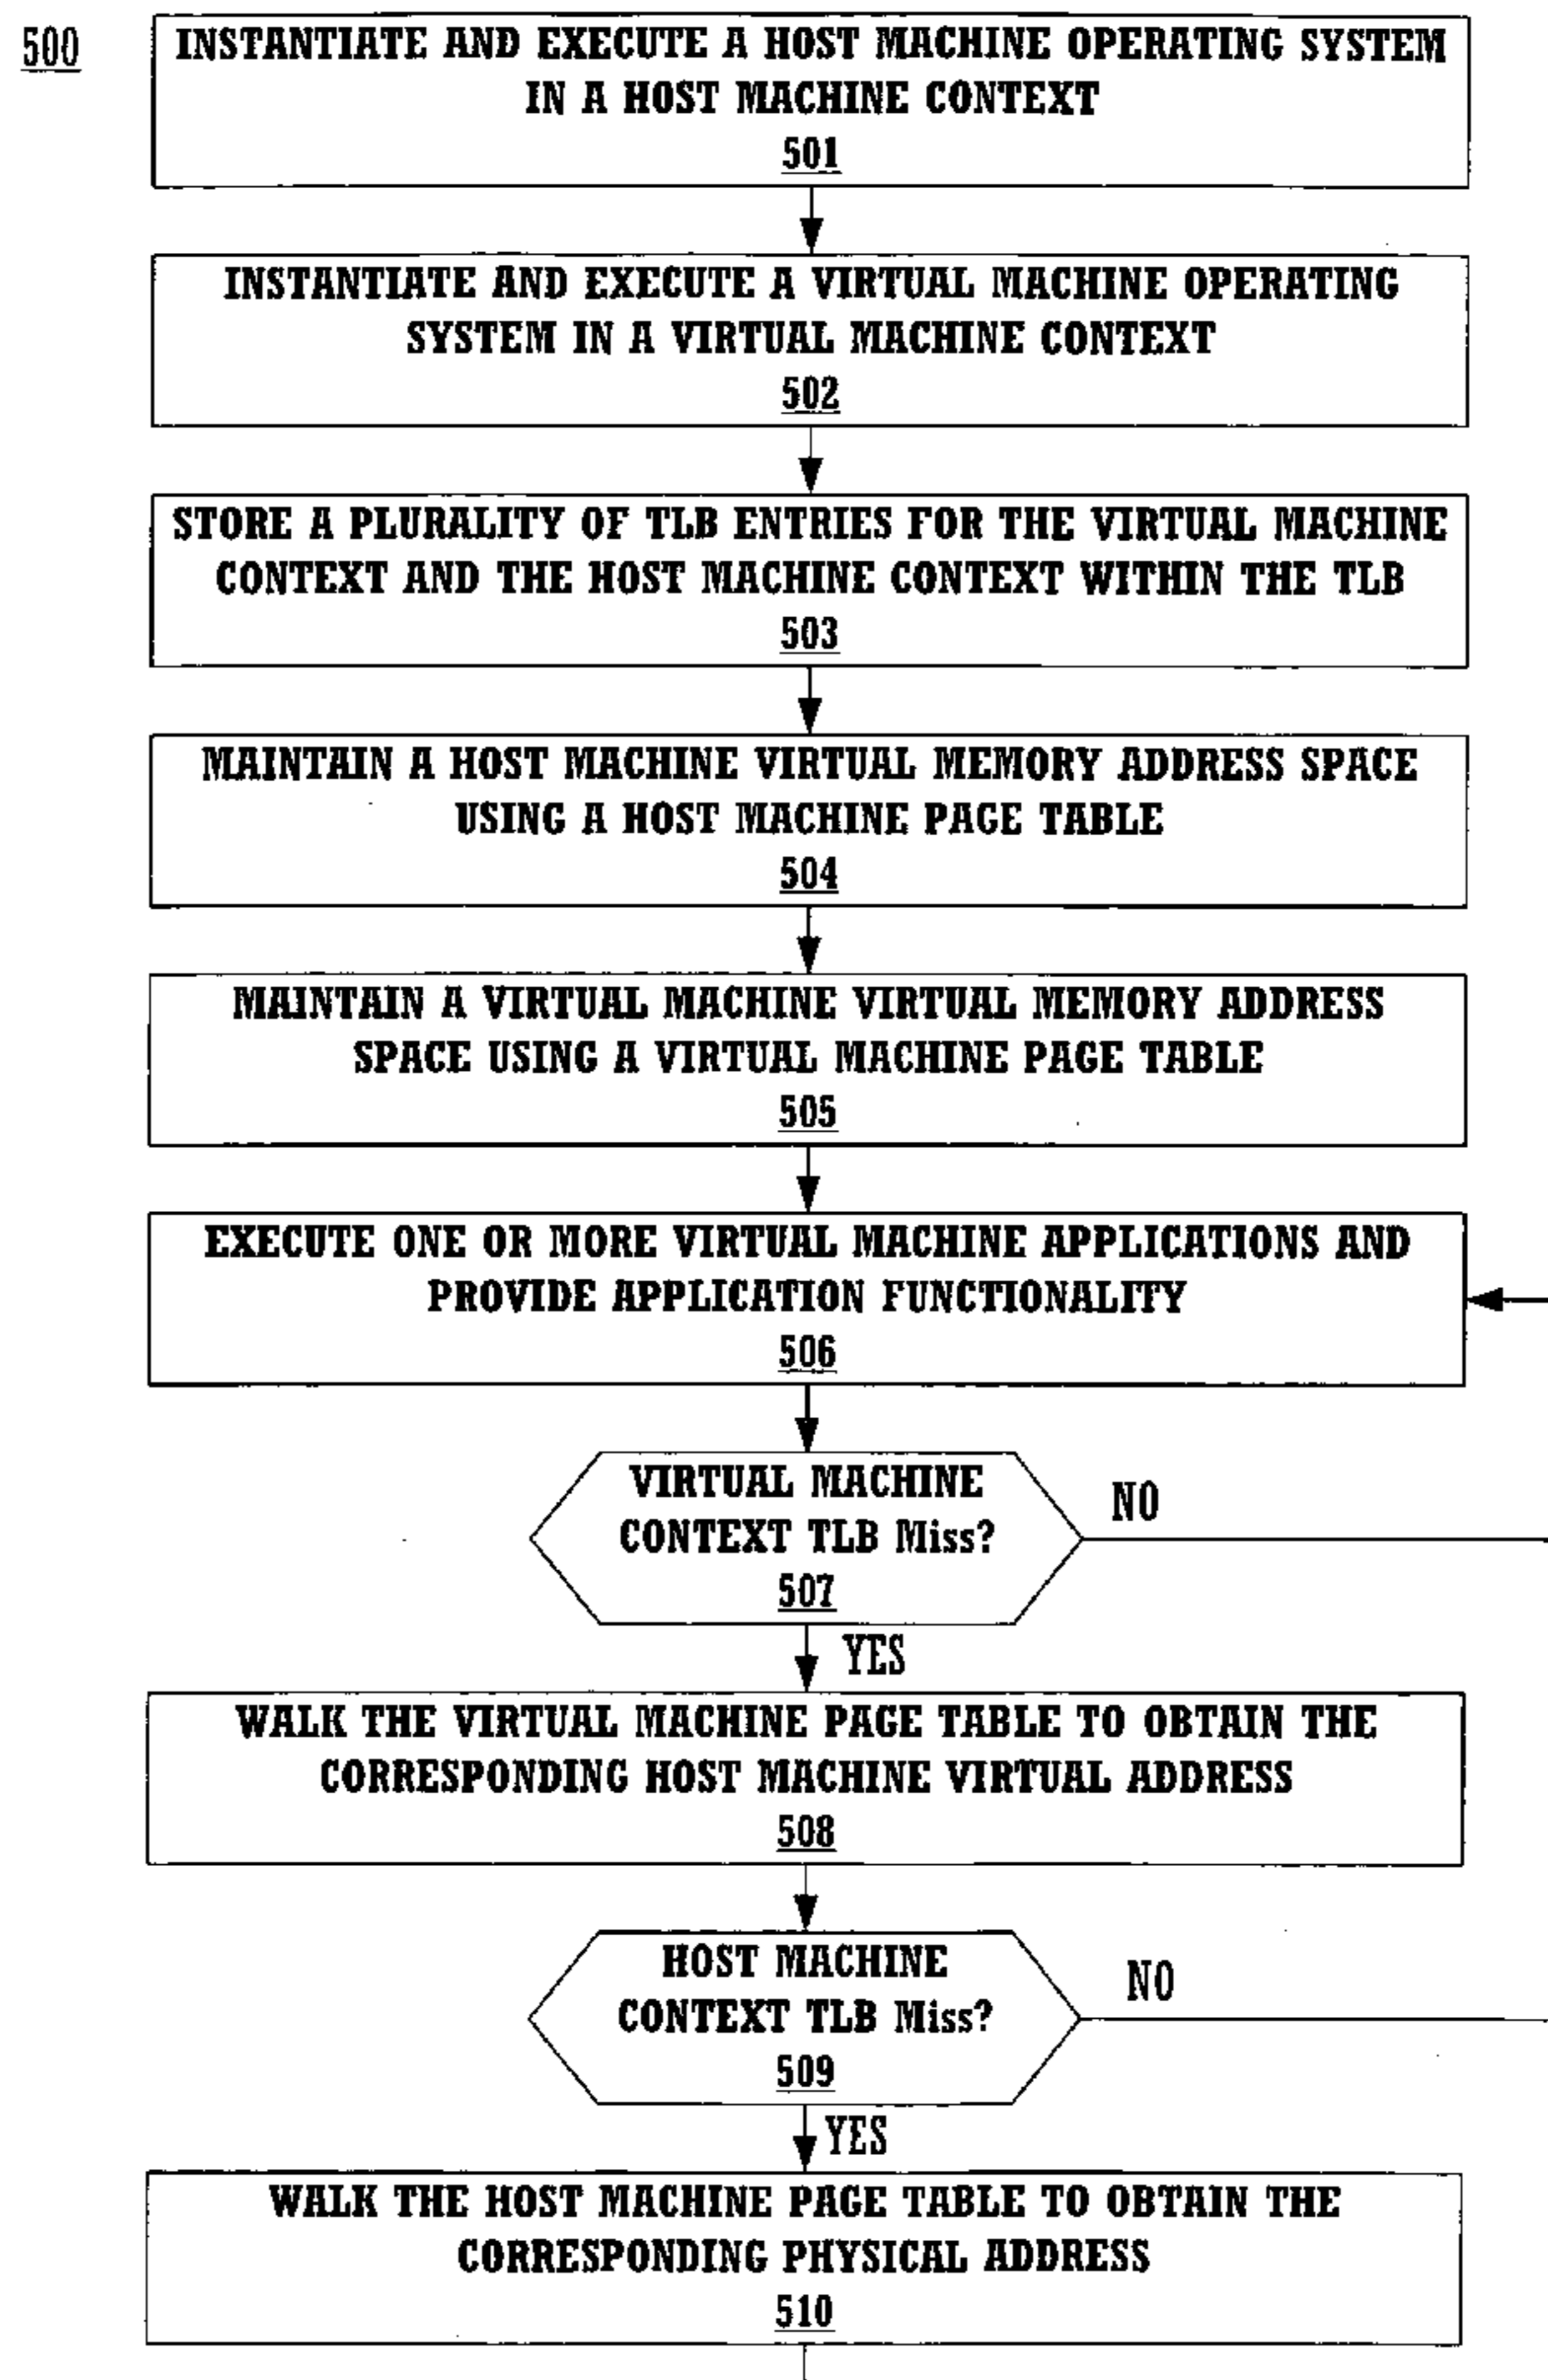 500
INSTANTIATE AND EXECUTE A HOST MACHINE OPERATING SYSTEM
IN A HOST MACHINE CONTEXT
501
INSTANTIATE AND EXECUTE A VIRTUAL MACHINE OPERATING
SYSTEM IN A VIRTUAL MACHINE CONTEXT
502
STORE A PLURALITY OF TLB ENTRIES FOR THE VIRTUAL MACHINE
CONTEXT AND THE HOST MACHINE CONTEXT WITHIN THE TLB
503
MAINTAIN A HOST MACHINE VIRTUAL MEMORY ADDRESS SPACE
USING A HOST MACHINE PAGE TABLE
504
MAINTAIN A VIRTUAL MACHINE VIRTUAL MEMORY ADDRESS
SPACE USING A VIRTUAL MACHINE PAGE TABLE
505
EXECUTE ONE OR MORE VIRTUAL MACHINE APPLICATIONS AND
PROVIDE APPLICATION FUNCTIONALITY
506
VIRTUAL MACHINE
CONTEXT TLB Miss?
507
NO
YES
WALK THE VIRTUAL MACHINE PAGE TABLE TO OBTAIN THE
CORRESPONDING HOST MACHINE VIRTUAL ADDRESS
508
HOST MACHINE
CONTEXT TLB Miss?
509
NO
YES
WALK THE HOST MACHINE PAGE TABLE TO OBTAIN THE
CORRESPONDING PHYSICAL ADDRESS
510